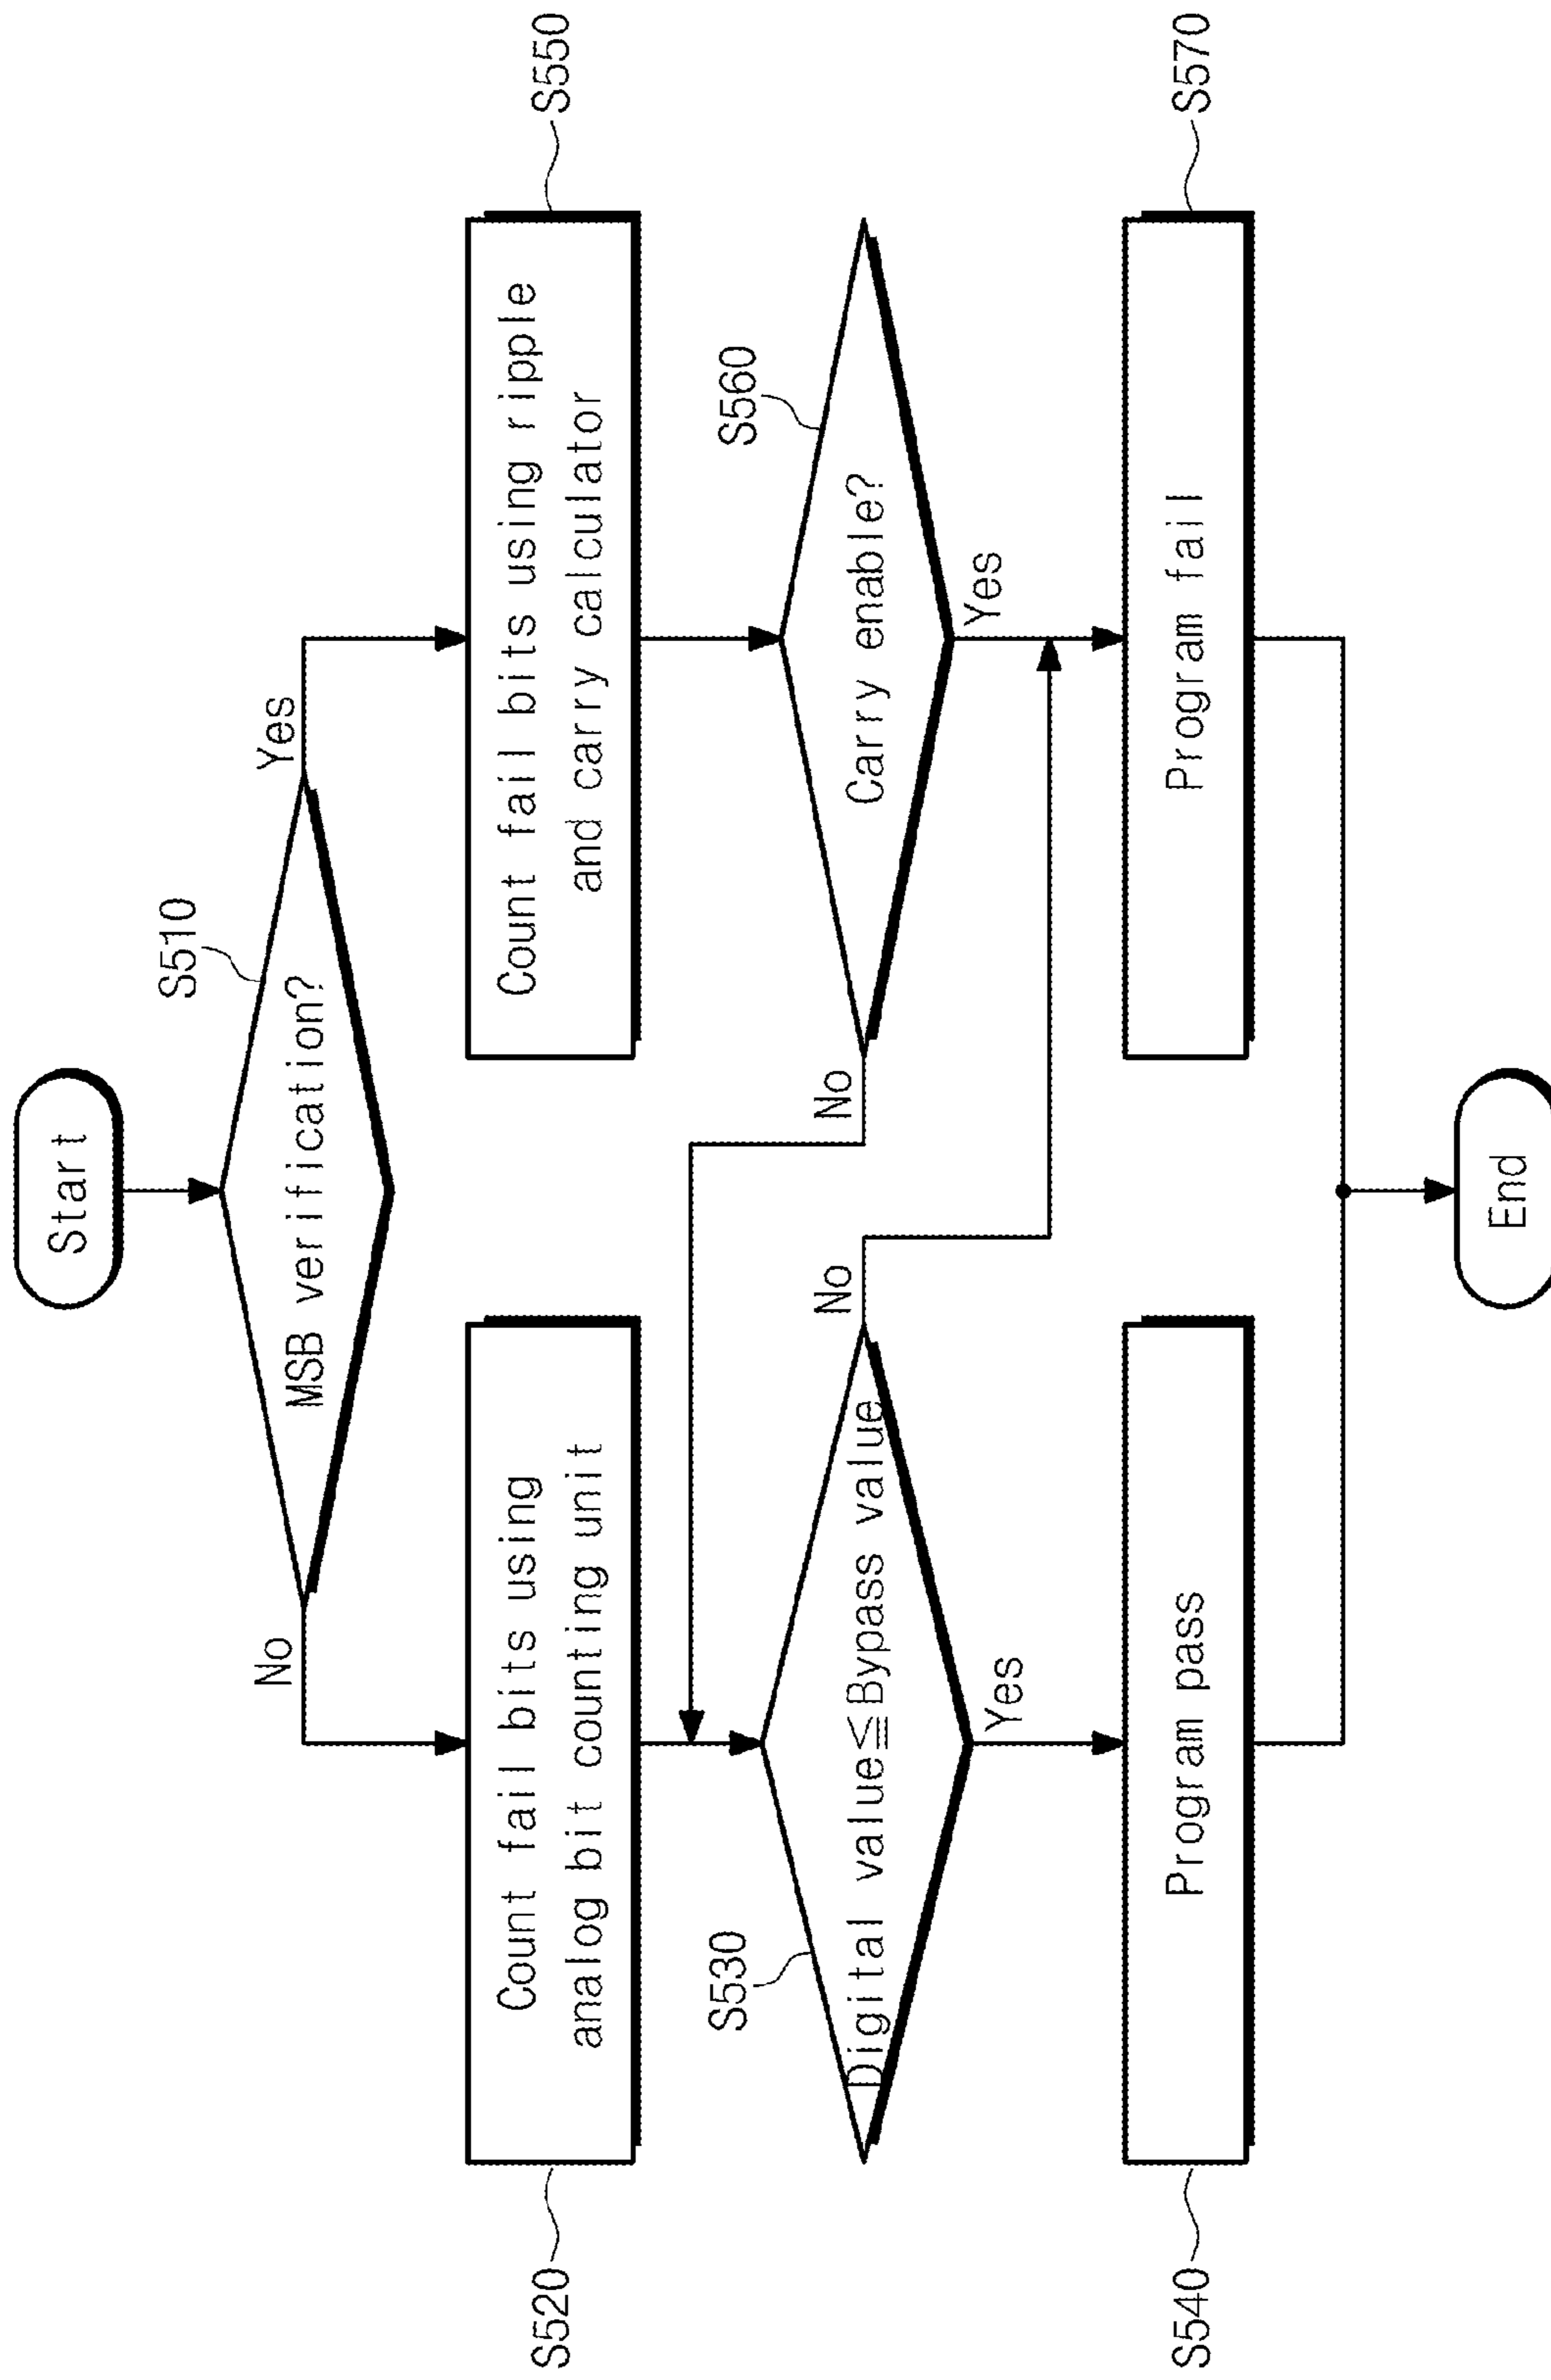 Start
S510
MSB verification?
No
Yes
S520
Count fail bits using
analog bit counting unit
Count fail bits using ripple
and carry calculator
S550
S530
Digital value≦Bypass value
No
Yes
S560
Carry enable?
No
Yes
S540
Program pass
Program fail
S570
End